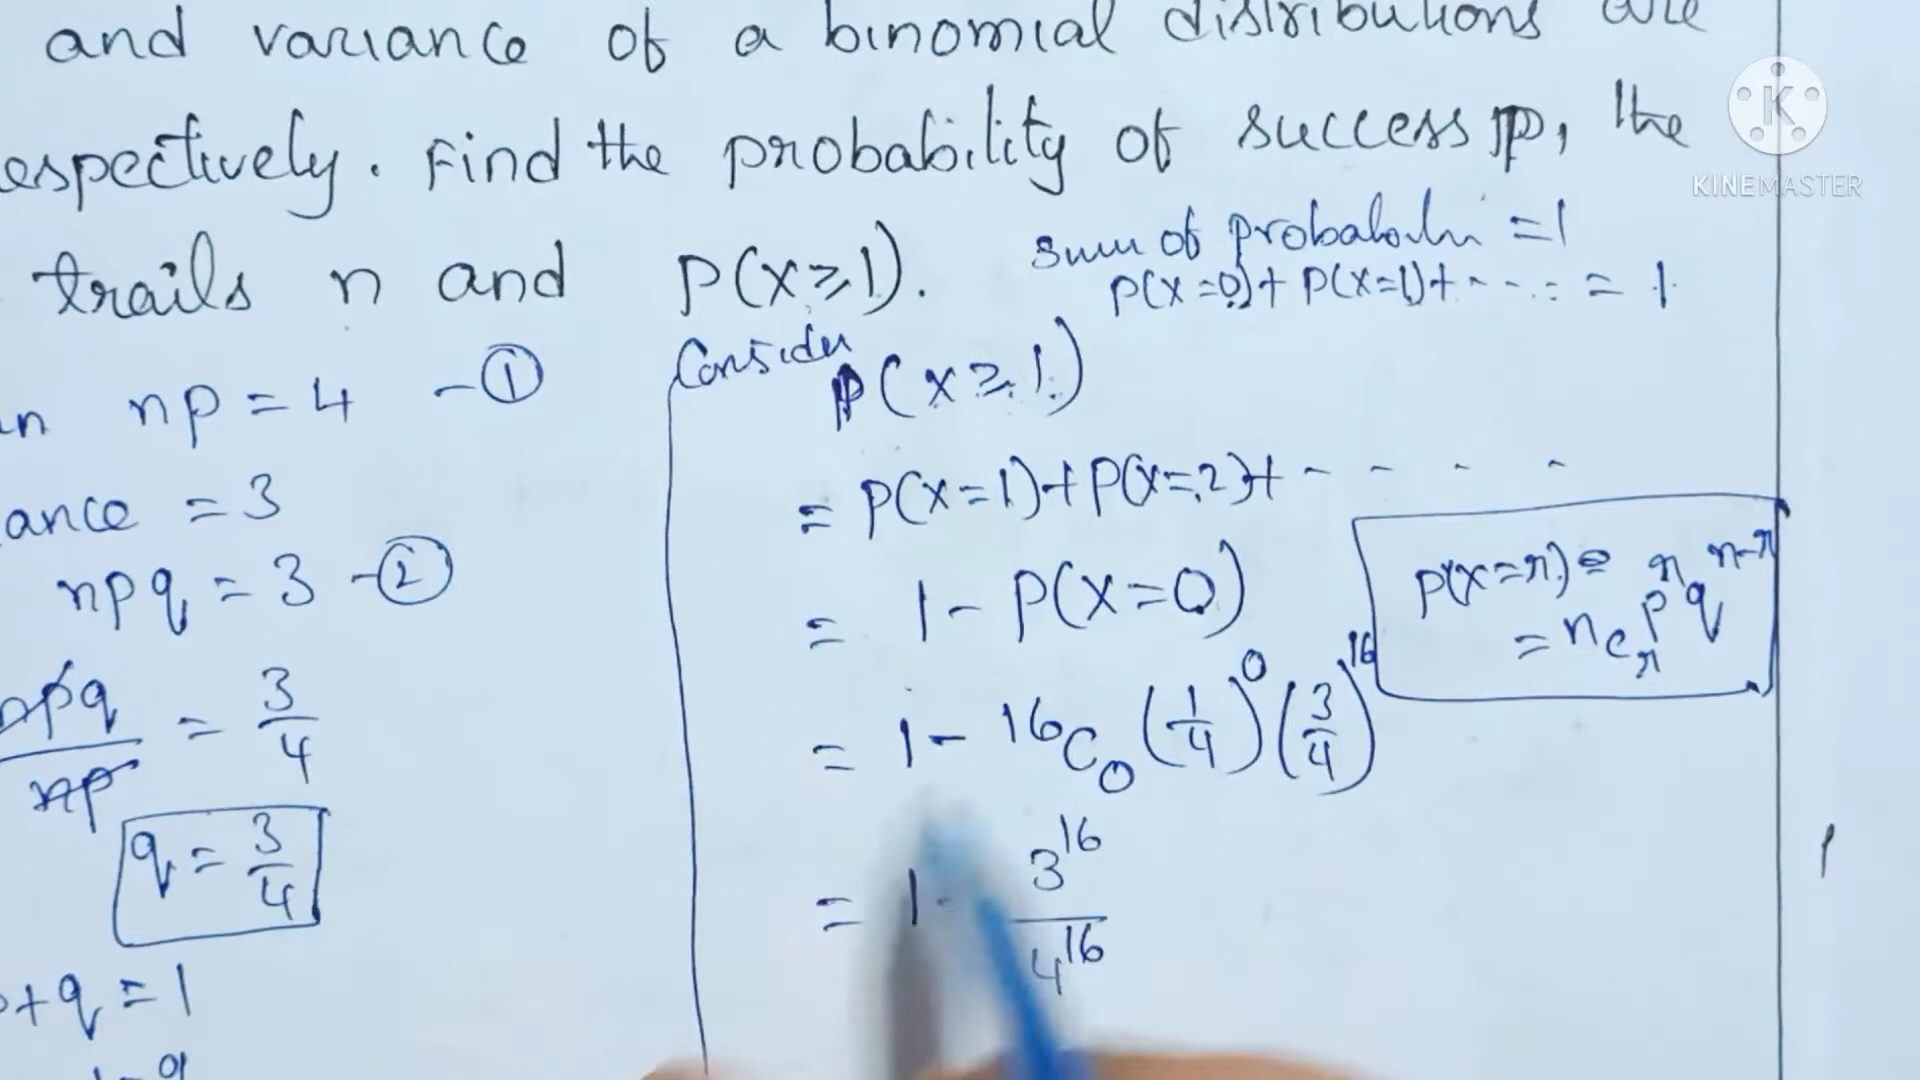 and variance of a binomial distributions are
espectively. Find the probability of success p, the
trails n and P(X≥1).
Sum of = 1
P(X=0)+P(X=1)+----- = 1
an np = 4 -①
ance = 3
npq = 3 -②
npq/np = 3/4
q = 3/4
p+q = 1
Consider
P(X≥1)
= P(X=1)+P(X=2)+- - - -
= 1 - P(X=0)
= 1 - 16C0 (1/4)^0 (3/4)^16
= 1 - 3^16/4^16
P(X=r) =
= nCr p^r q^n-r
K
KINEMASTER